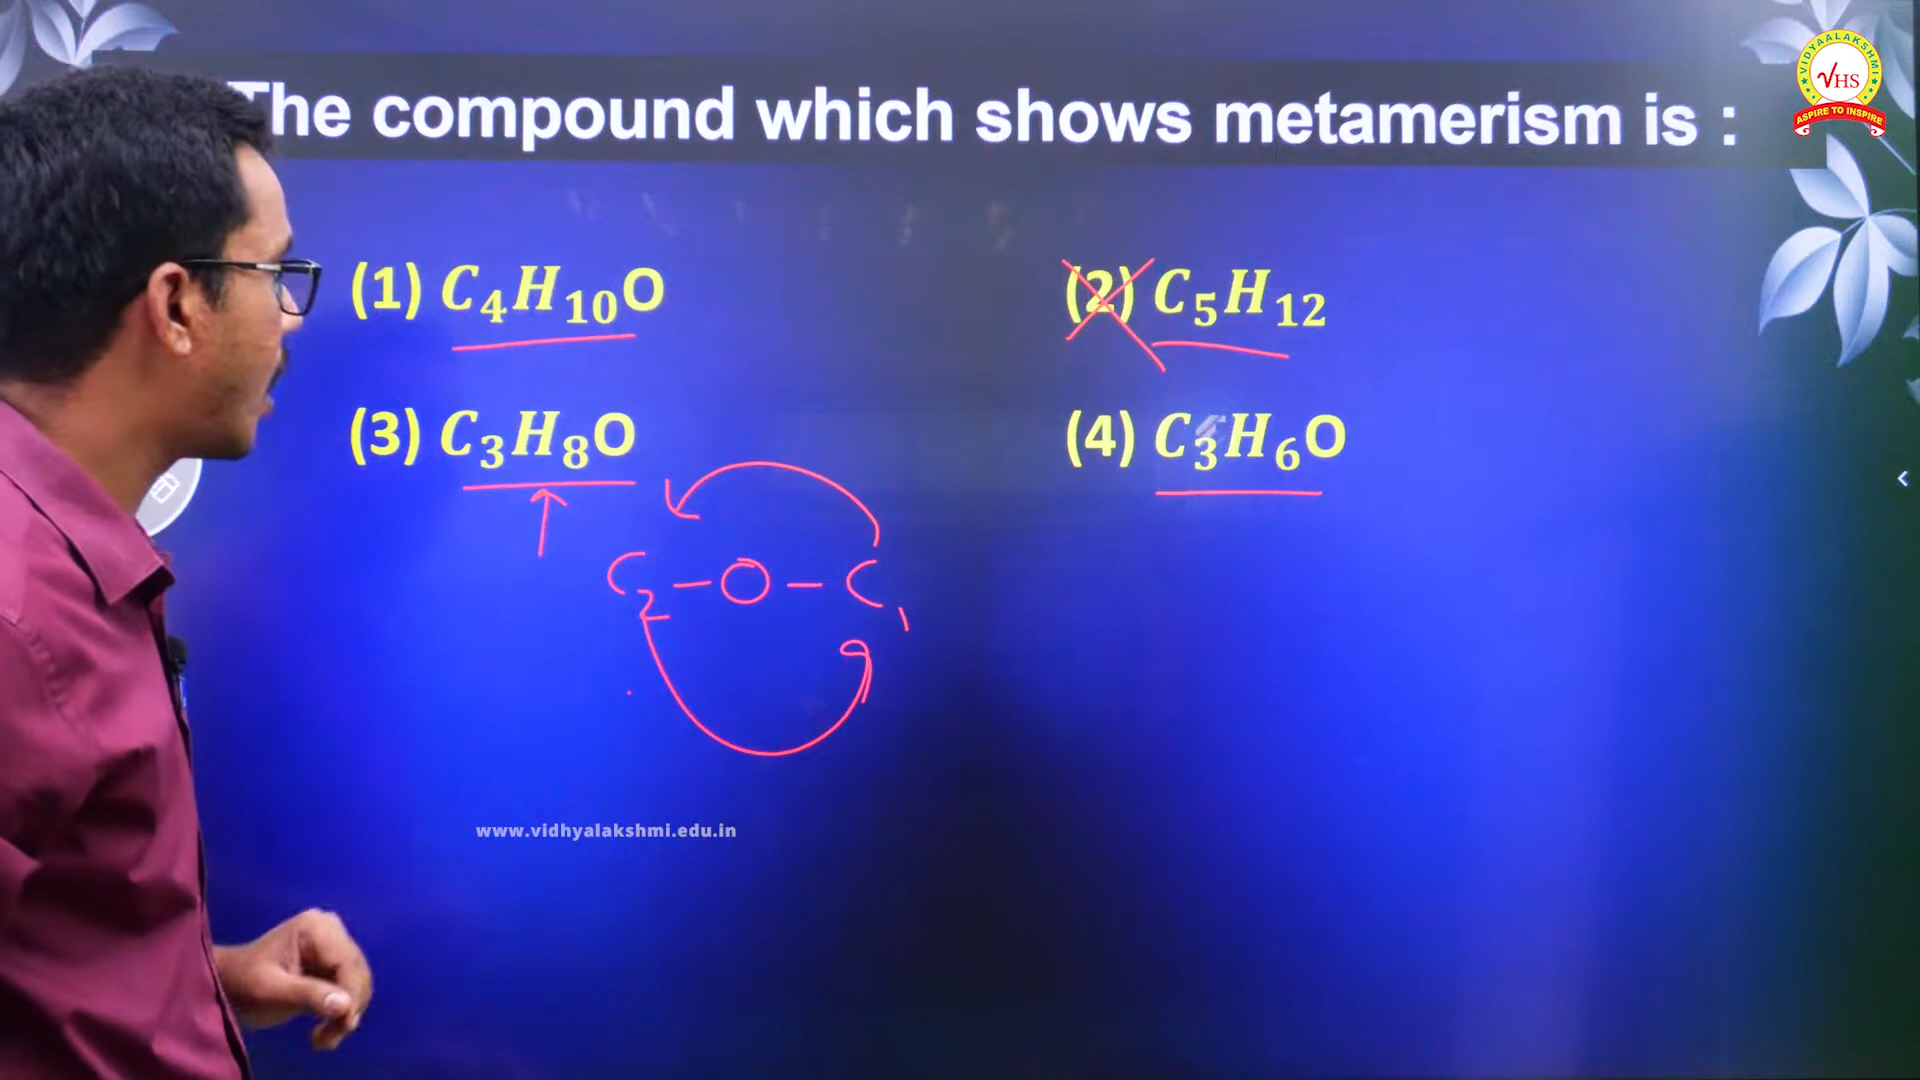 The compound which shows metamerism is :
VIDYAALAKSHMI
VHS
ASPIRE TO INSPIRE
(1) C₄H₁₀O
(2) C₅H₁₂
(3) C₃H₈O
(4) C₃H₆O
C₂ – O – C₁
www.vidhyalakshmi.edu.in